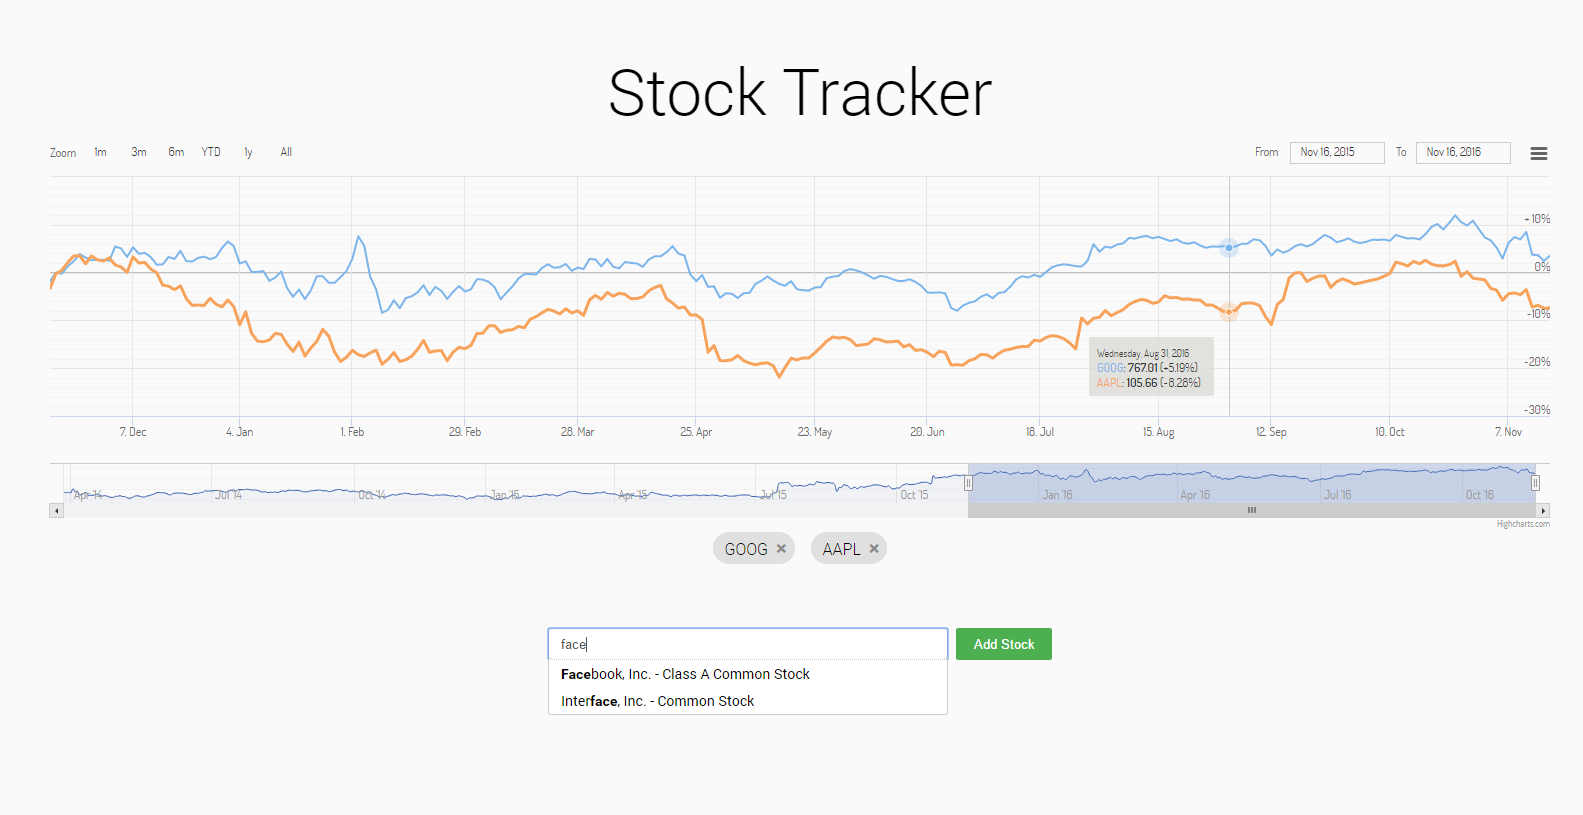 Stock Tracker
Zoom 1m 3m 6m YTD 1y All From Nov 16, 2015 To Nov 16, 2016
+10%
0%
-10%
-20%
-30%
Wednesday, Aug 31, 2016
GOOG: 767.01 (+5.19%)
AAPL: 105.66 (-8.28%)
7. Dec 4. Jan 1. Feb 29. Feb 28. Mar 25. Apr 23. May 20. Jun 18. Jul 15. Aug 12. Sep 10. Oct 7. Nov
Apr '14 Jul '14 Oct '14 Jan '15 Apr '15 Jul '15 Oct '15 Jan '16 Apr '16 Jul '16 Oct '16
Highcharts.com
GOOG × AAPL ×
face Add Stock
Facebook, Inc. - Class A Common Stock
Interface, Inc. - Common Stock